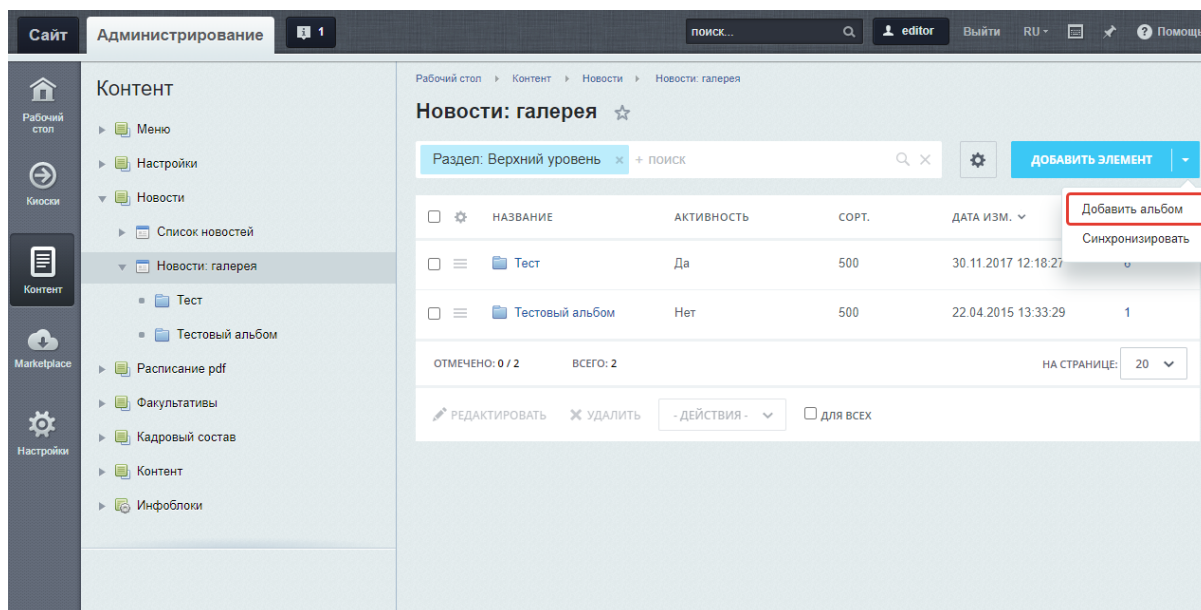 Сайт
Администрирование
1
поиск...
editor
Выйти
RU
Помощь
Рабочий стол
Киоски
Контент
Marketplace
Настройки
Контент
Меню
Настройки
Новости
Список новостей
Новости: галерея
Тест
Тестовый альбом
Расписание pdf
Факультативы
Кадровый состав
Контент
Инфоблоки
Рабочий стол Контент Новости Новости: галерея
Новости: галерея
Раздел: Верхний уровень × + поиск
ДОБАВИТЬ ЭЛЕМЕНТ
Добавить альбом
Синхронизировать
НАЗВАНИЕ АКТИВНОСТЬ СОРТ. ДАТА ИЗМ.
Тест Да 500 30.11.2017 12:18:27
Тестовый альбом Нет 500 22.04.2015 13:33:29 1
ОТМЕЧЕНО: 0 / 2 ВСЕГО: 2 НА СТРАНИЦЕ: 20
РЕДАКТИРОВАТЬ УДАЛИТЬ - ДЕЙСТВИЯ - ДЛЯ ВСЕХ